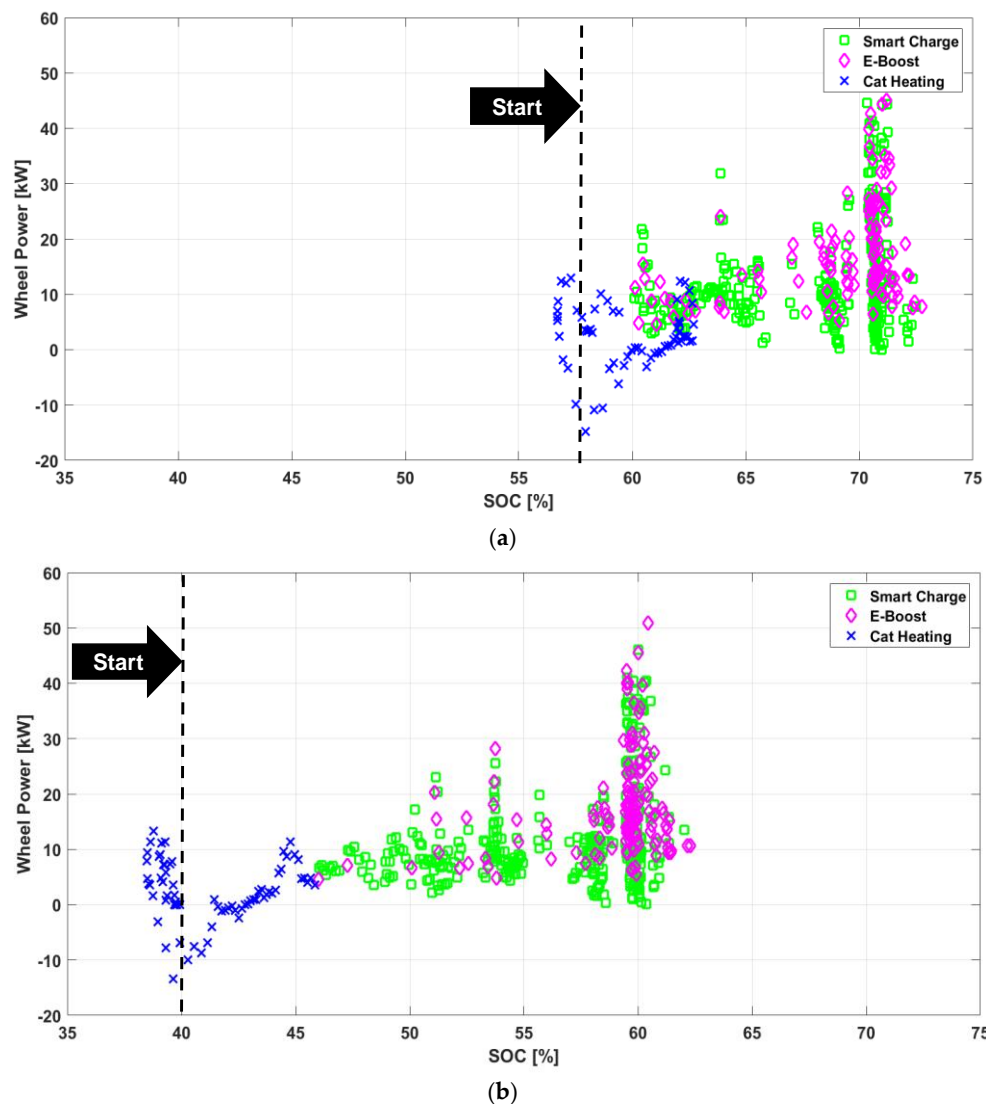 60
50
40
30
20
10
0
-10
-20
Wheel Power [kW]
Smart Charge
E-Boost
Cat Heating
Start
35 40 45 50 55 60 65 70 75
SOC [%]
(a)
60
50
40
30
20
10
0
-10
-20
Wheel Power [kW]
Smart Charge
E-Boost
Cat Heating
Start
35 40 45 50 55 60 65 70 75
SOC [%]
(b)